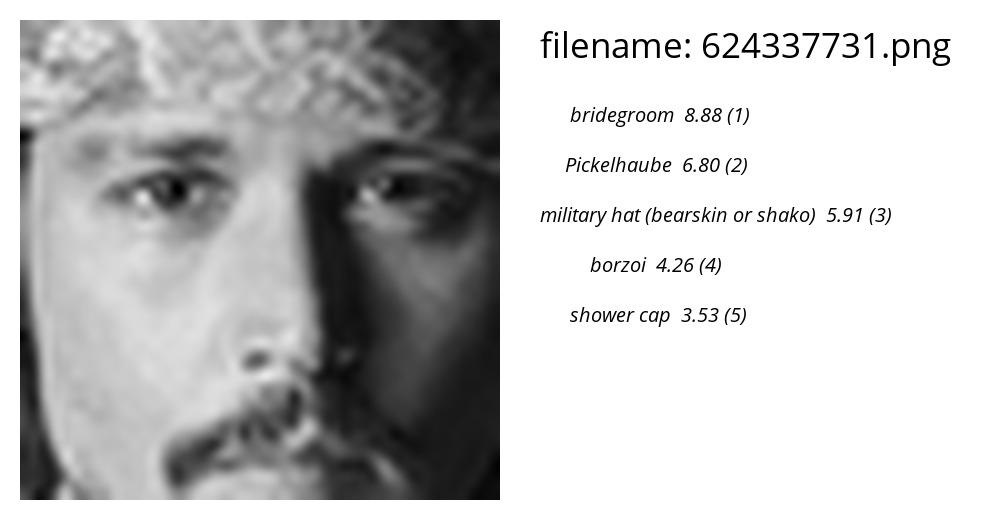 filename: 624337731.png
bridegroom 8.88 (1)
Pickelhaube 6.80 (2)
military hat (bearskin or shako) 5.91 (3)
borzoi 4.26 (4)
shower cap 3.53 (5)